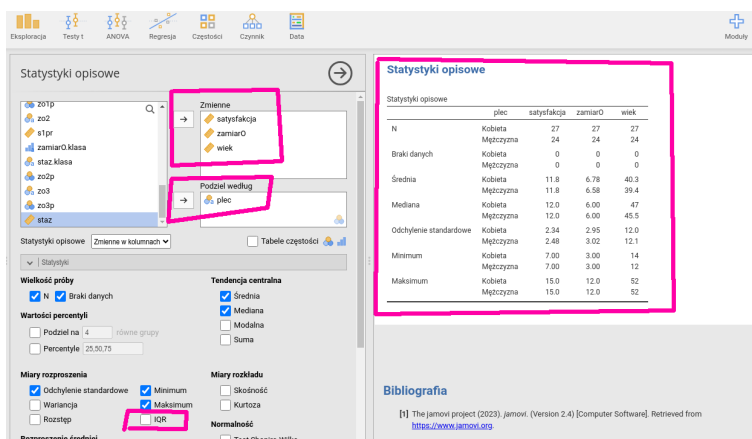 Eksploracja Testy t ANOVA Regresja Częstości Czynnik Data Moduły
Statystyki opisowe
zo1p
zo2
s1pr
zamiarO.klasa
staz.klasa
zo2p
zo3
zo3p
staz
Zmienne
satysfakcja
zamiarO
wiek
Podziel według
plec
Statystyki opisowe Zmienne w kolumnach Tabele częstości
Statystyki
Wielkość próby
N Braki danych
Wartości percentyli
Podziel na 4 równe grupy
Percentyle 25,50,75
Tendencja centralna
Średnia
Mediana
Modalna
Suma
Miary rozproszenia
Odchylenie standardowe Minimum
Wariancja Maksimum
Rozstęp IQR
Miary rozkładu
Skośność
Kurtoza
Normalność
Rozproszenie średniej
Test Shapiro-Wilka
Statystyki opisowe
Statystyki opisowe
plec satysfakcja zamiarO wiek
N Kobieta 27 27 27
Mężczyzna 24 24 24
Braki danych Kobieta 0 0 0
Mężczyzna 0 0 0
Średnia Kobieta 11.8 6.78 40.3
Mężczyzna 11.8 6.58 39.4
Mediana Kobieta 12.0 6.00 47
Mężczyzna 12.0 6.00 45.5
Odchylenie standardowe Kobieta 2.34 2.95 12.0
Mężczyzna 2.48 3.02 12.1
Minimum Kobieta 7.00 3.00 14
Mężczyzna 7.00 3.00 12
Maksimum Kobieta 15.0 12.0 52
Mężczyzna 15.0 12.0 52
Bibliografia
[1] The jamovi project (2023). jamovi. (Version 2.4) [Computer Software]. Retrieved from
https://www.jamovi.org.